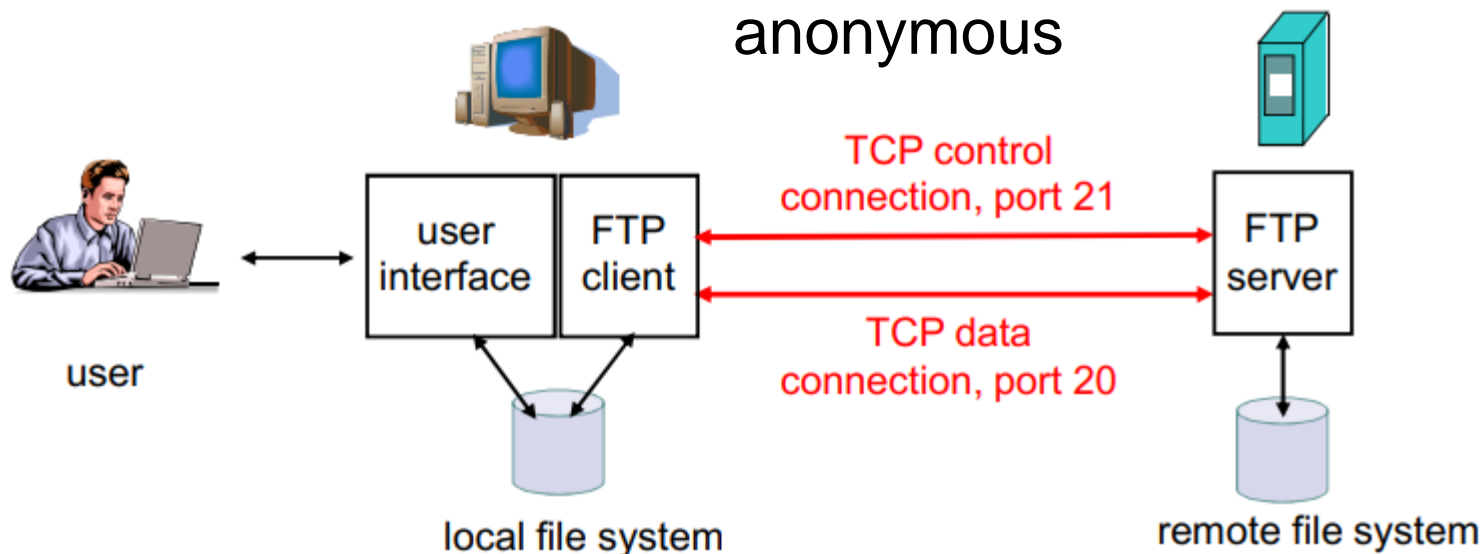 anonymous
TCP control
connection, port 21
user
interface
FTP
client
FTP
server
TCP data
connection, port 20
user
local file system
remote file system